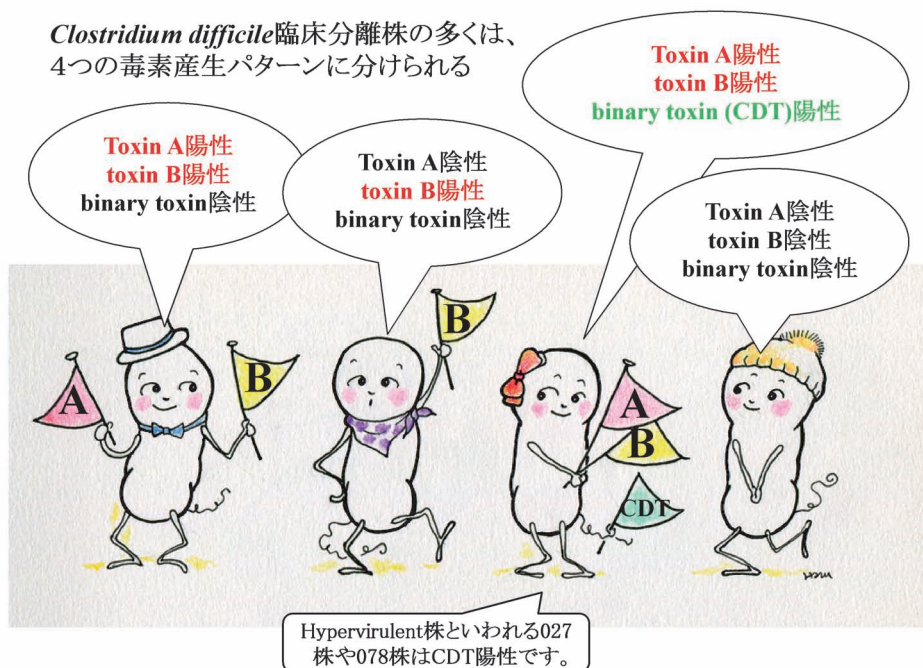 Clostridium difficile臨床分離株の多くは、
4つの毒素産生パターンに分けられる
Toxin A陽性
toxin B陽性
binary toxin陰性
Toxin A陰性
toxin B陽性
binary toxin陰性
Toxin A陽性
toxin B陽性
binary toxin (CDT)陽性
Toxin A陰性
toxin B陰性
binary toxin陰性
A
B
B
A
B
CDT
Hypervirulent株といわれる027
株や078株はCDT陽性です。